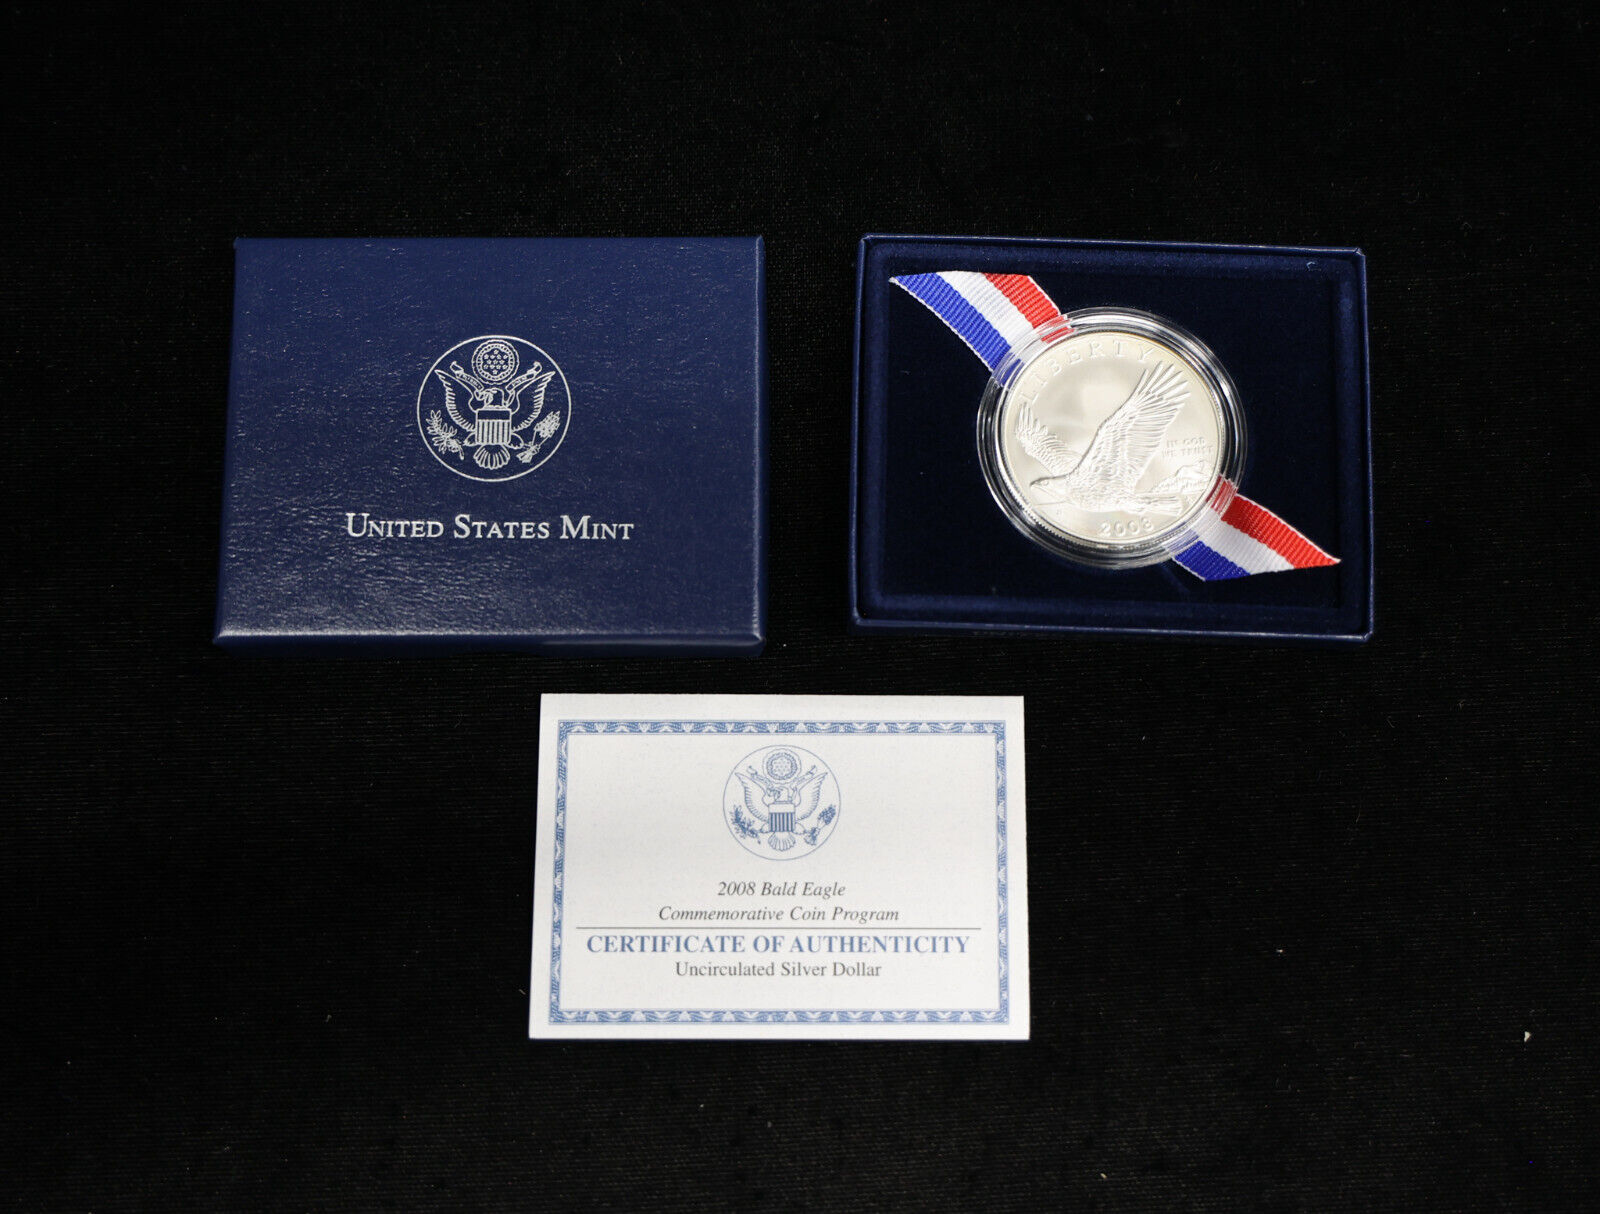 United States Mint
LIBERTY
IN GOD
WE TRUST
2008
2008 Bald Eagle
Commemorative Coin Program
CERTIFICATE OF AUTHENTICITY
Uncirculated Silver Dollar